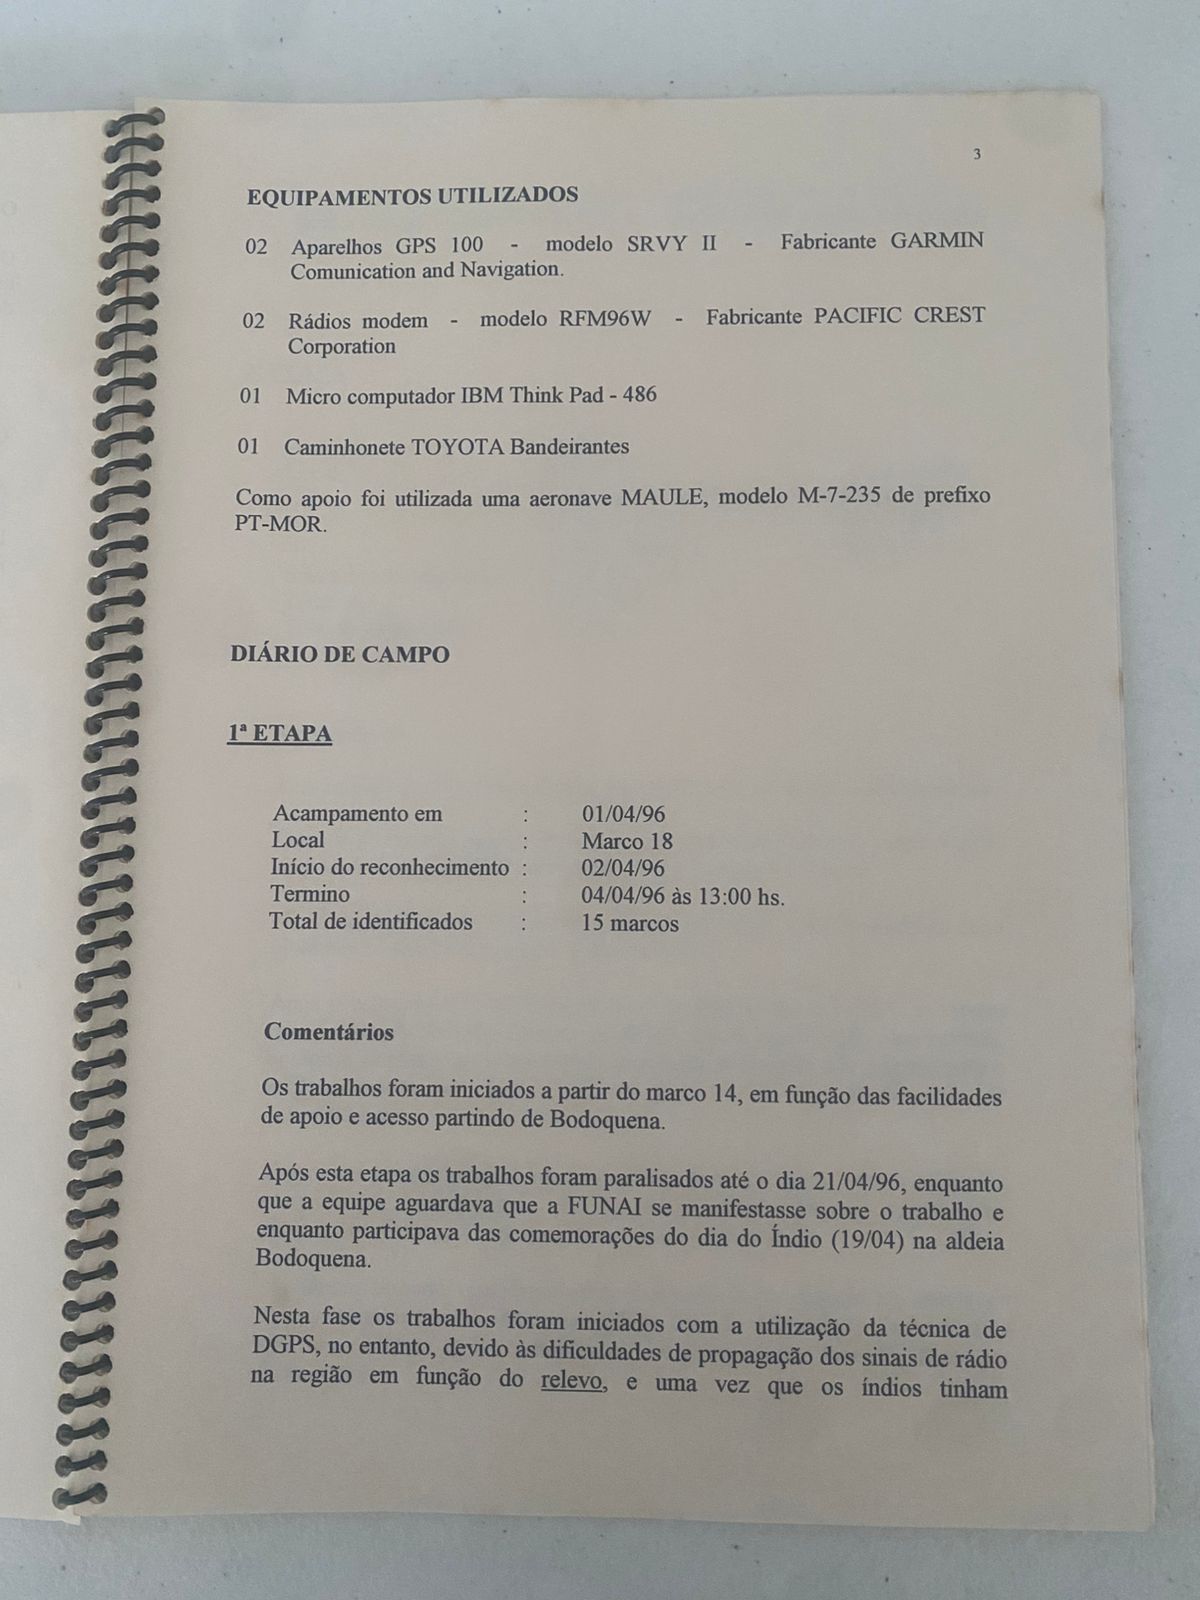 3
EQUIPAMENTOS UTILIZADOS
02 Aparelhos GPS 100 - modelo SRVY II - Fabricante GARMIN
Comunication and Navigation.
02 Rádios modem - modelo RFM96W - Fabricante PACIFIC CREST
Corporation
01 Micro computador IBM Think Pad - 486
01 Caminhonete TOYOTA Bandeirantes
Como apoio foi utilizada uma aeronave MAULE, modelo M-7-235 de prefixo
PT-MOR.
DIÁRIO DE CAMPO
1ª ETAPA
Acampamento em : 01/04/96
Local : Marco 18
Início do reconhecimento : 02/04/96
Termino : 04/04/96 às 13:00 hs.
Total de identificados : 15 marcos
Comentários
Os trabalhos foram iniciados a partir do marco 14, em função das facilidades
de apoio e acesso partindo de Bodoquena.
Após esta etapa os trabalhos foram paralisados até o dia 21/04/96, enquanto
que a equipe aguardava que a FUNAI se manifestasse sobre o trabalho e
enquanto participava das comemorações do dia do Índio (19/04) na aldeia
Bodoquena.
Nesta fase os trabalhos foram iniciados com a utilização da técnica de
DGPS, no entanto, devido às dificuldades de propagação dos sinais de rádio
na região em função do relevo, e uma vez que os índios tinham